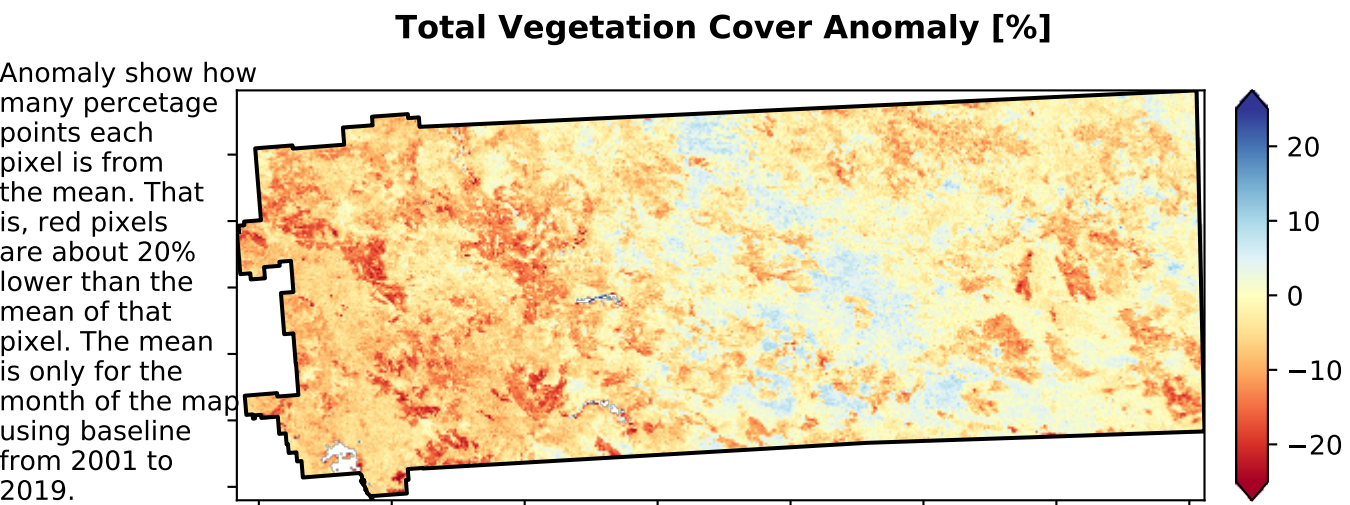 Total Vegetation Cover Anomaly [%]
Anomaly show how
many percetage
points each
pixel is from
the mean. That
is, red pixels
are about 20%
lower than the
mean of that
pixel. The mean
is only for the
month of the map
using baseline
from 2001 to
2019.
20
10
0
−10
−20